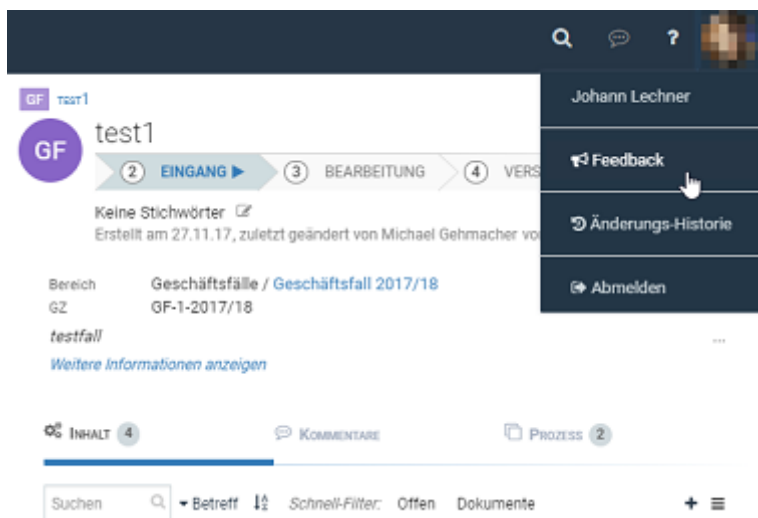 ?
Johann Lechner
Feedback
Änderungs-Historie
Abmelden
GF TEST1
GF
test1
2 EINGANG 3 BEARBEITUNG 4 VERS
Keine Stichwörter
Erstellt am 27.11.17, zuletzt geändert von Michael Gehmacher vor
Bereich Geschäftsfälle / Geschäftsfall 2017/18
GZ GF-1-2017/18
testfall
...
Weitere Informationen anzeigen
INHALT 4 KOMMENTARE PROZESS 2
Suchen Betreff Schnell-Filter: Offen Dokumente